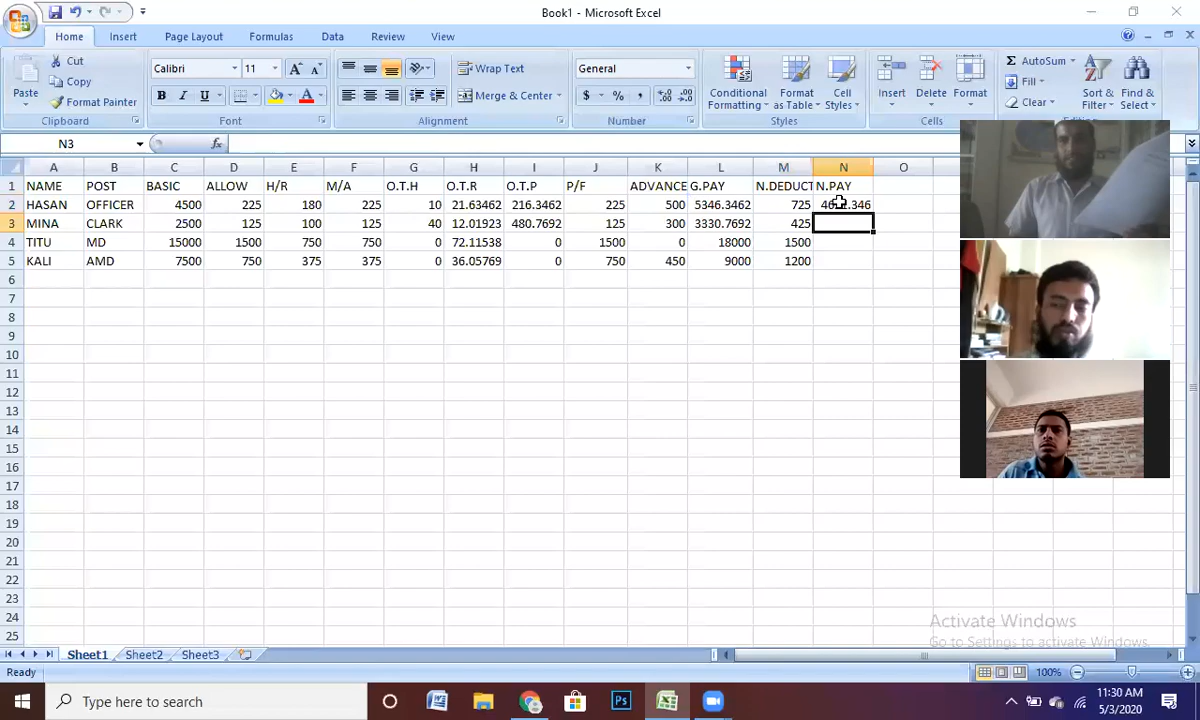 Book1 - Microsoft Excel
Home Insert Page Layout Formulas Data Review View
Paste Cut Copy Format Painter Clipboard
Calibri 11 Font
Wrap Text Merge & Center Alignment
General Number
Conditional Formatting Format as Table Cell Styles Styles
Insert Delete Format Cells
AutoSum Fill Clear Sort & Filter Find & Select
N3 fx
A B C D E F G H I J K L M N O
1 NAME POST BASIC ALLOW H/R M/A O.T.H O.T.R O.T.P P/F ADVANCE G.PAY N.DEDUCT N.PAY
2 HASAN OFFICER 4500 225 180 225 10 21.63462 216.3462 225 500 5346.3462 725
3 MINA CLARK 2500 125 100 125 40 12.01923 480.7692 125 300 3330.7692 425
4 TITU MD 15000 1500 750 750 0 72.11538 0 1500 0 18000 1500
5 KALI AMD 7500 750 375 375 0 36.05769 0 750 450 9000 1200
6
7
8
9
10
11
12
13
14
15
16
17
18
19
20
21
22
23
24
25
Activate Windows
Go to Settings to activate Windows.
Sheet1 Sheet2 Sheet3
Ready 100%
Type here to search
11:30 AM
5/3/2020